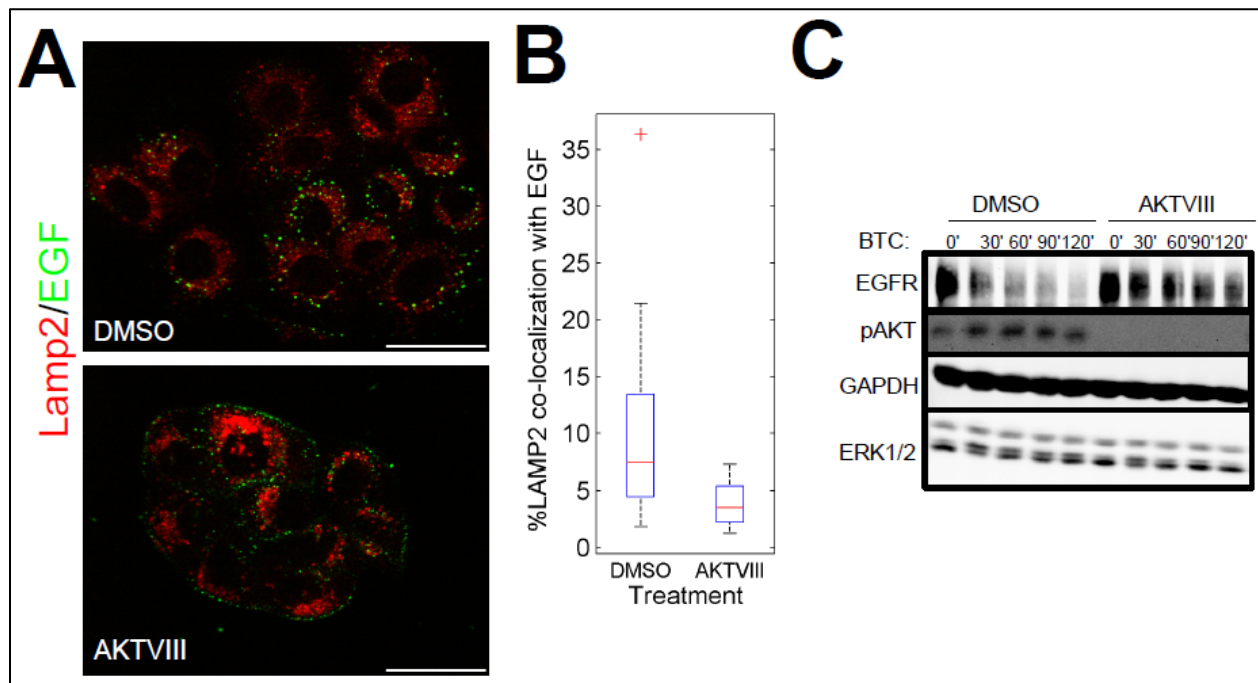 A
Lamp2/EGF
DMSO
AKTVIII
B
%LAMP2 co-localization with EGF
35
30
25
20
15
10
5
0
DMSO AKTVIII
Treatment
C
DMSO AKTVIII
BTC: 0' 30' 60' 90' 120' 0' 30' 60' 90' 120'
EGFR
pAKT
GAPDH
ERK1/2